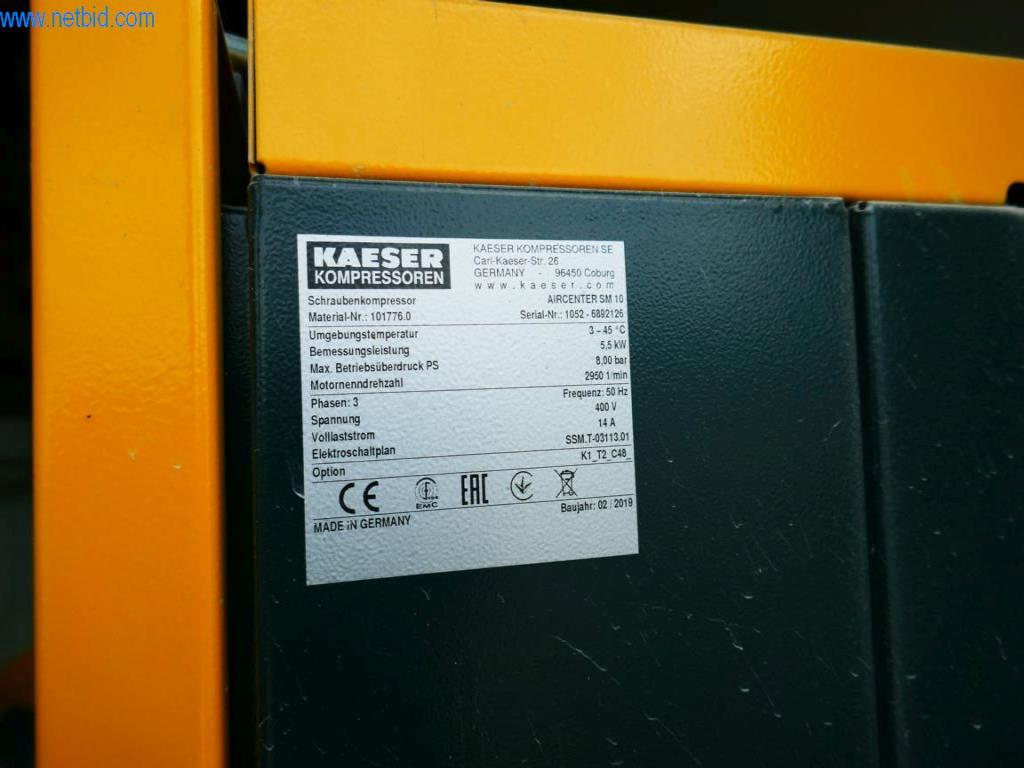 www.netbid.com
KAESER KOMPRESSOREN
KAESER KOMPRESSOREN SE
Carl-Kaeser-Str. 26
GERMANY - 96450 Coburg
www.kaeser.com
Schraubenkompressor AIRCENTER SM 10
Material-Nr.: 101776.0 Serial-Nr.: 1052 - 6892126
Umgebungstemperatur 3 – 45 °C
Bemessungsleistung 5,5 kW
Max. Betriebsüberdruck PS 8,00 bar
Motornenndrehzahl 2950 1/min
Phasen: 3 Frequenz: 50 Hz
Spannung 400 V
Volllaststrom 14 A
Elektroschaltplan SSM.T-03113.01
Option K1_T2_C48_
CE EMC EAC
MADE IN GERMANY Baujahr: 02 / 2019